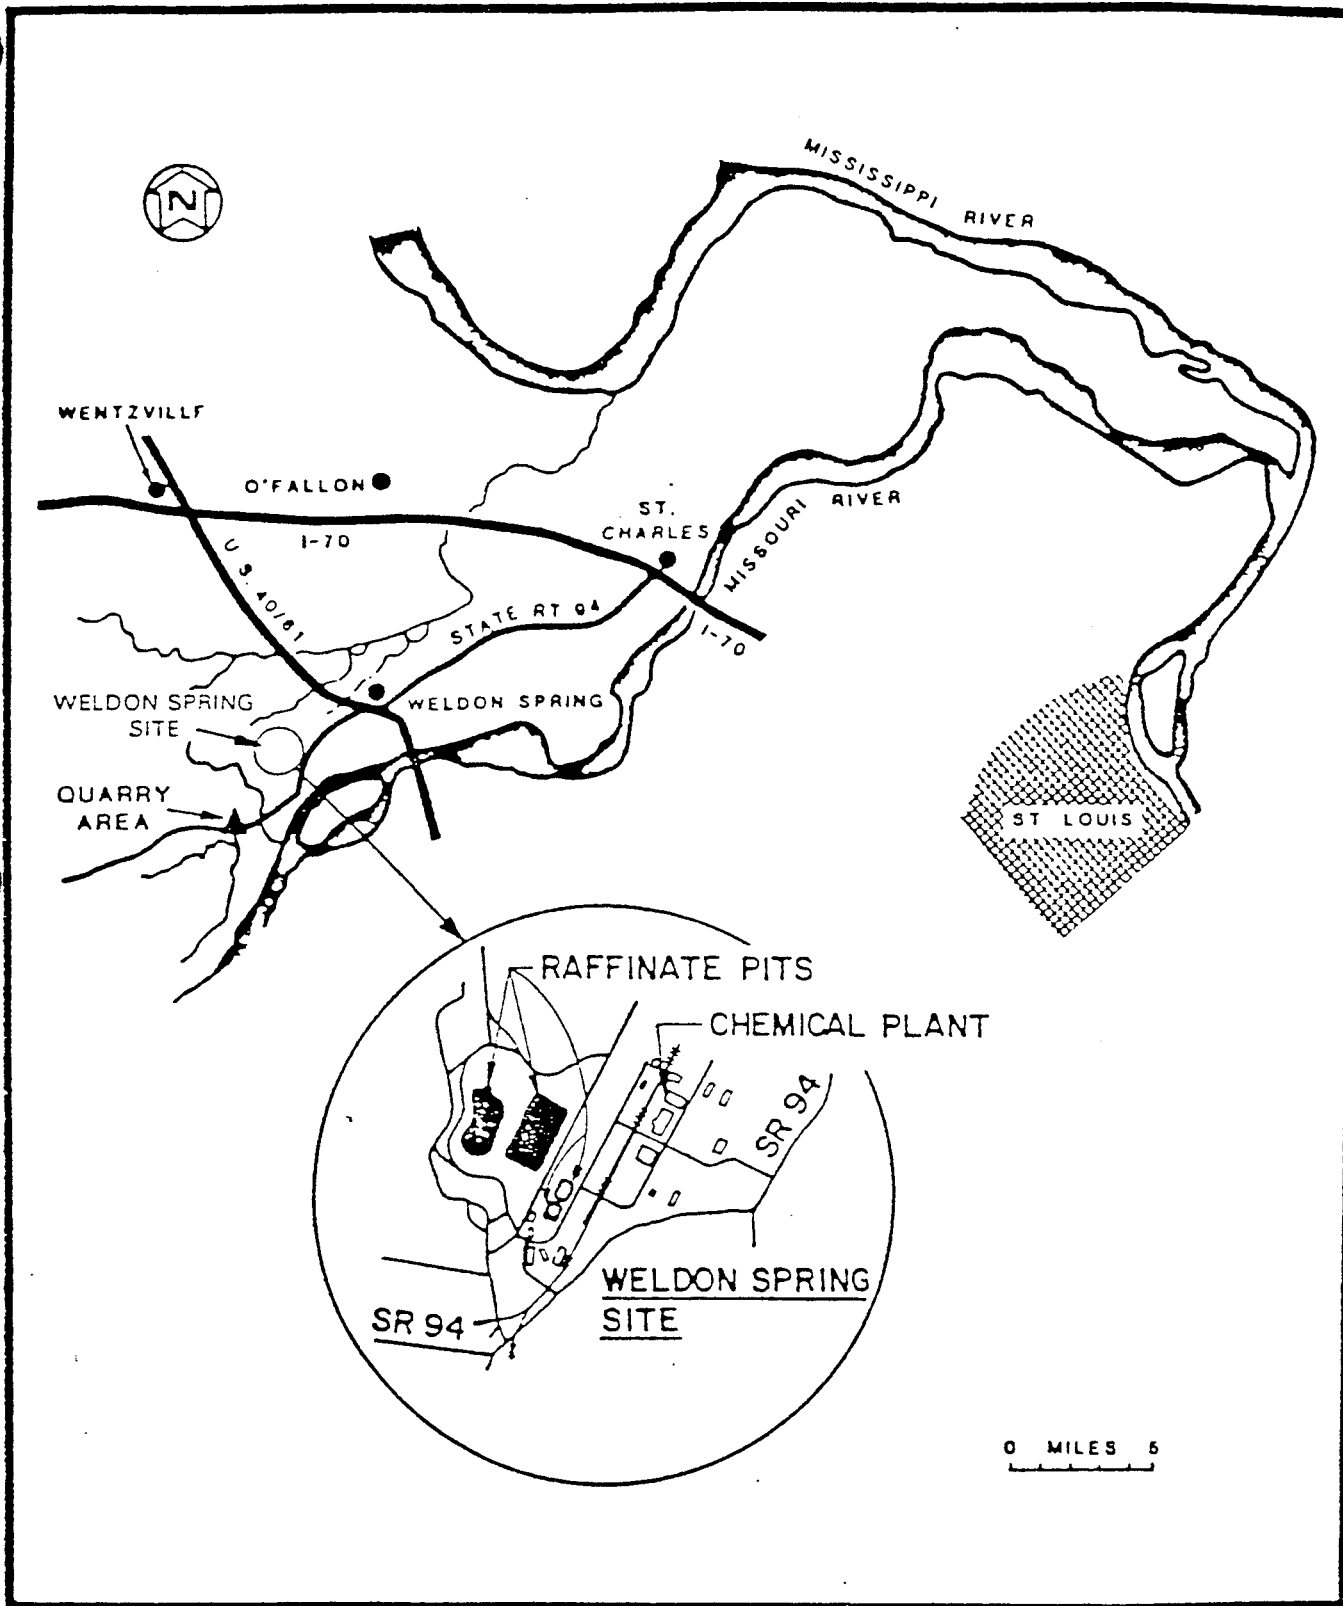 MISSISSIPPI RIVER
N
WENTZVILLE
O'FALLON
ST.
CHARLES
MISSOURI RIVER
I-70
U.S. 40/61
STATE RT 94
I-70
WELDON SPRING
SITE
WELDON SPRING
QUARRY
AREA
ST LOUIS
RAFFINATE PITS
CHEMICAL PLANT
SR 94
WELDON SPRING
SITE
SR 94
0 MILES 5